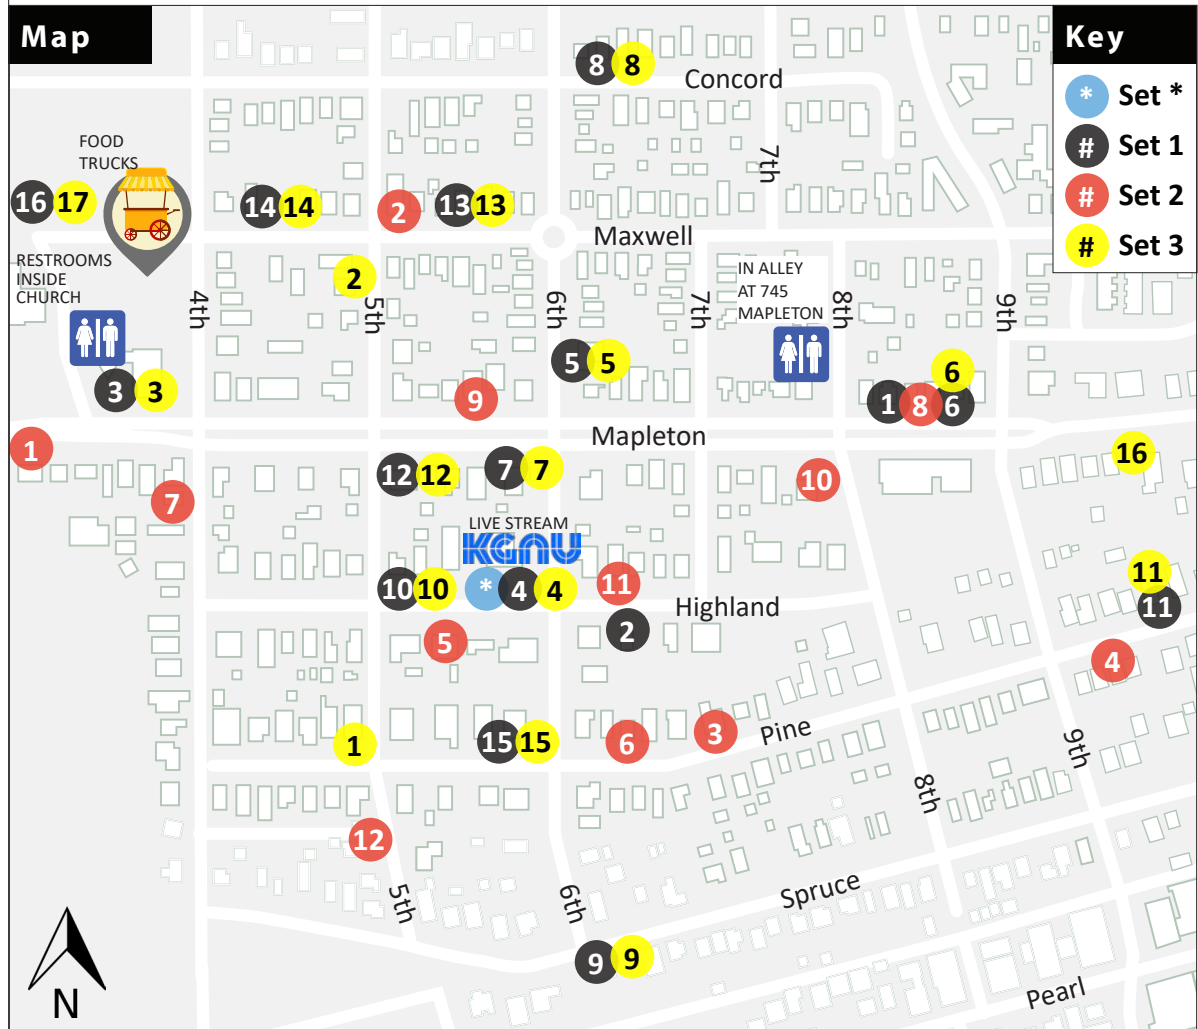 Map
Key
* Set *
# Set 1
# Set 2
# Set 3
8 8
Concord
FOOD
TRUCKS
7th
16 17
14 14
2
13 13
Maxwell
RESTROOMS
INSIDE
CHURCH
2
4th
5th
6th
7th
IN ALLEY
AT 745
MAPLETON
8th
9th
5 5
3 3
9
6
1 8 6
Mapleton
1
16
12 12
7 7
10
7
LIVE STREAM
KGNU
10 10
* 4 4
11
11
11
Highland
2
5
4
1
15 15
6
3
Pine
9th
8th
12
5th
6th
Spruce
9 9
Pearl
N